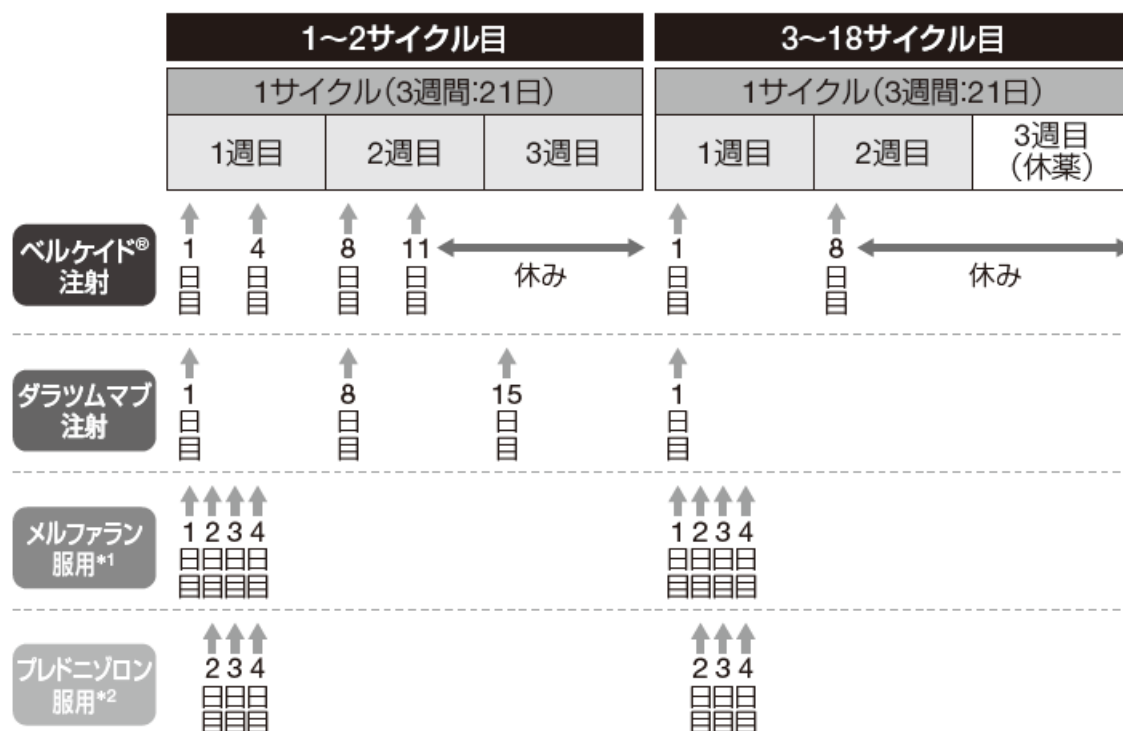 1〜2サイクル目
3〜18サイクル目
1サイクル（3週間:21日）
1サイクル（3週間:21日）
1週目
2週目
3週目
1週目
2週目
3週目
（休薬）
ベルケイド®
注射
1日目
4日目
8日目
11日目
休み
1日目
8日目
休み
ダラツムマブ
注射
1日目
8日目
15日目
1日目
メルファラン
服用*1
1日目
2日目
3日目
4日目
1日目
2日目
3日目
4日目
プレドニゾロン
服用*2
2日目
3日目
4日目
2日目
3日目
4日目